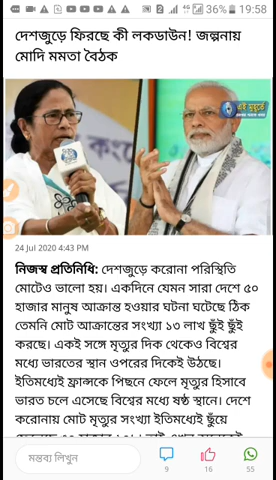 36% 19:58
দেশজুড়ে ফিরছে কী লকডাউন! জল্পনায়
মোদি মমতা বৈঠক
এই মুহূর্তে
24 Jul 2020 4:43 PM
নিজস্ব প্রতিনিধি: দেশজুড়ে করোনা পরিস্থিতি
মোটেও ভালো হয়। একদিনে যেমন সারা দেশে ৫০
হাজার মানুষ আক্রান্ত হওয়ার ঘটনা ঘটেছে ঠিক
তেমনি মোট আক্রান্তের সংখ্যা ১৩ লাখ ছুঁই ছুঁই
করছে। একই সঙ্গে মৃত্যুর দিক থেকেও বিশ্বের
মধ্যে ভারতের স্থান ওপরের দিকেই উঠছে।
ইতিমধ্যেই ফ্রান্সকে পিছনে ফেলে মৃত্যুর হিসাবে
ভারত চলে এসেছে বিশ্বের মধ্যে ষষ্ঠ স্থানে। দেশে
করোনায় মোট মৃত্যুর সংখ্যা ইতিমধ্যেই ছুঁয়ে
মন্তব্য লিখুন
9 16 55